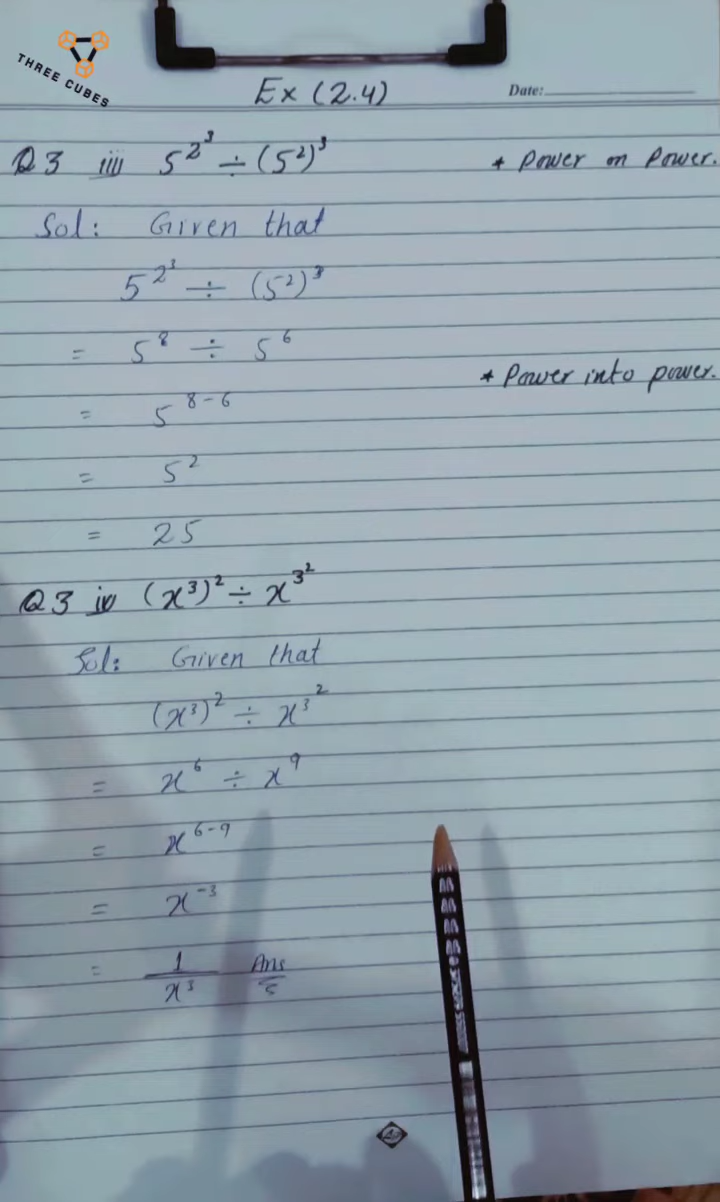 THREE CUBES
Ex (2.4)
Date:
Q3 iii 5^2^3 ÷ (5^2)^3 * Power on Power.
Sol: Given that
5^2^3 ÷ (5^2)^3
= 5^8 ÷ 5^6
* Power into power.
= 5^8-6
= 5^2
= 25
Q3 iv (x^3)^2 ÷ x^3^2
Sol: Given that
(x^3)^2 ÷ x^3^2
= x^6 ÷ x^9
= x^6-9
= x^-3
= 1/x^3 Ans